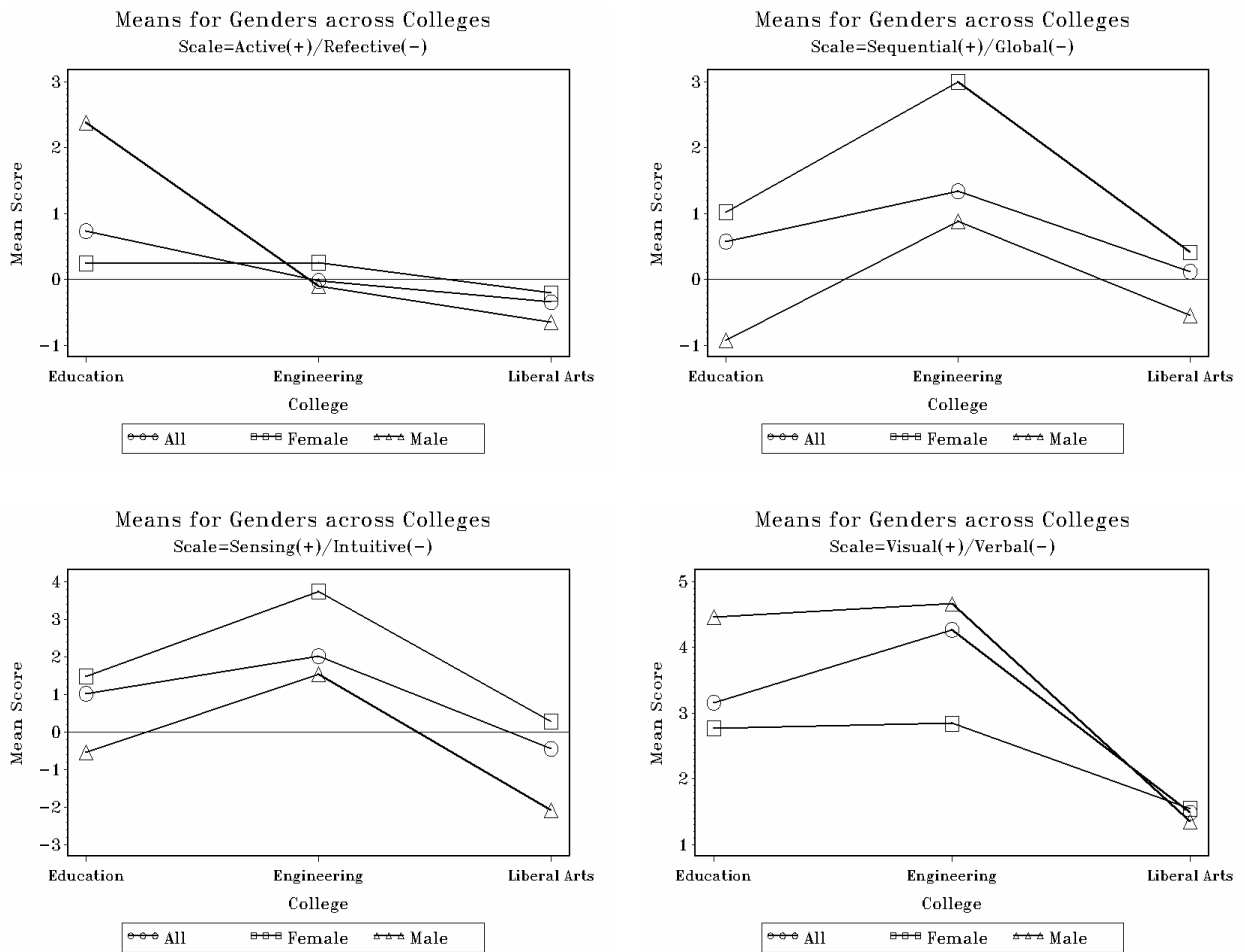 Means for Genders across Colleges
Scale=Active(+)/Refective(−)
3
2
1
0
−1
Mean Score
Education Engineering Liberal Arts
College
All Female Male
Means for Genders across Colleges
Scale=Sequential(+)/Global(−)
3
2
1
0
−1
Mean Score
Education Engineering Liberal Arts
College
All Female Male
Means for Genders across Colleges
Scale=Sensing(+)/Intuitive(−)
4
3
2
1
0
−1
−2
−3
Mean Score
Education Engineering Liberal Arts
College
All Female Male
Means for Genders across Colleges
Scale=Visual(+)/Verbal(−)
5
4
3
2
1
Mean Score
Education Engineering Liberal Arts
College
All Female Male